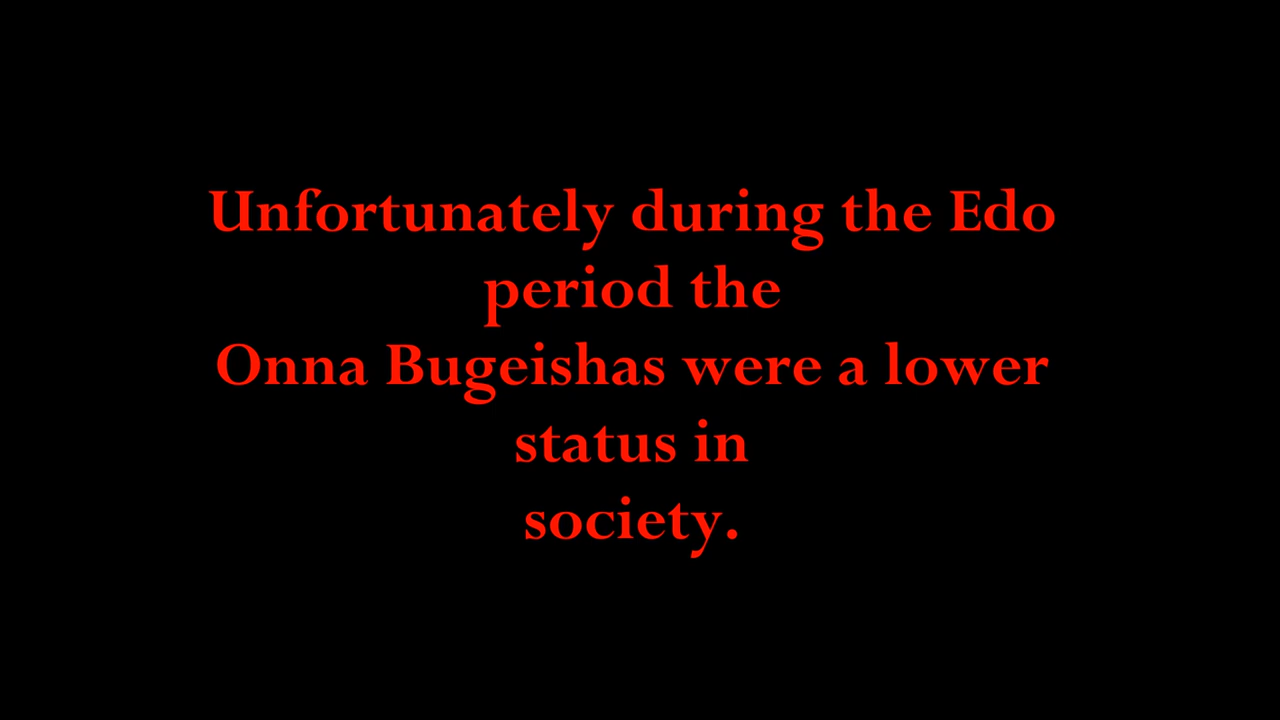 Unfortunately during the Edo
period the
Onna Bugeishas were a lower
status in
society.